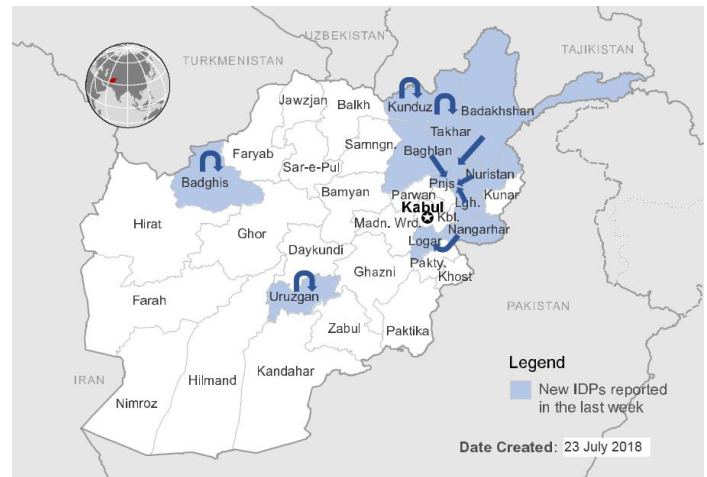 UZBEKISTAN
TURKMENISTAN
TAJIKISTAN
Jawzjan
Balkh
Kunduz
Badakhshan
Takhar
Samngn.
Baghlan
Faryab
Sar-e-Pul
Nuristan
Badghis
Pnjs
Bamyan
Parwan
Kunar
Lgh.
Kabul
Kbl.
Hirat
Madn. Wrd.
Nangarhar
Ghor
Logar
Daykundi
Pakty.
Ghazni
Khost
Uruzgan
Farah
PAKISTAN
Zabul
Paktika
Kandahar
Hilmand
IRAN
Nimroz
Legend
New IDPs reported
in the last week
Date Created: 23 July 2018